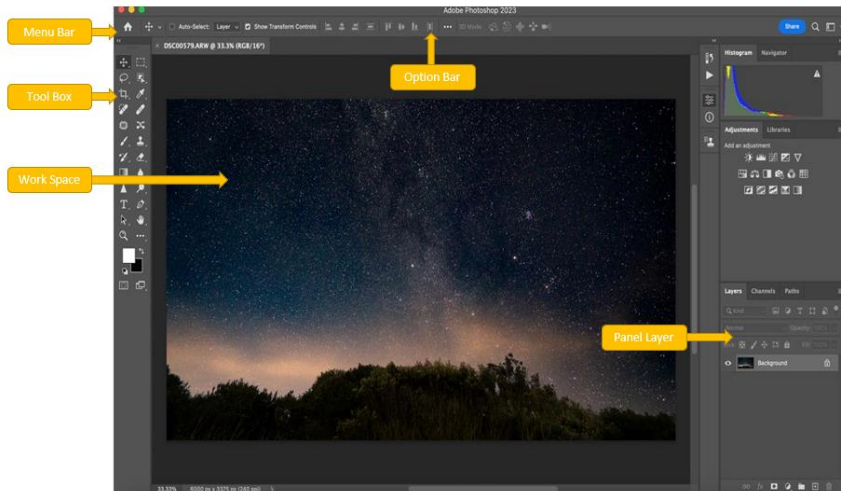 Adobe Photoshop 2023
Menu Bar
Auto-Select: Layer
Show Transform Controls
3D Mode
Share
DSC00579.ARW @ 33.3% (RGB/16*)
Option Bar
Tool Box
Work Space
Histogram Navigator
Adjustments Libraries
Add an adjustment
Layers Channels Paths
Kind
Normal Opacity:
Panel Layer
Fill:
Background
33.33%